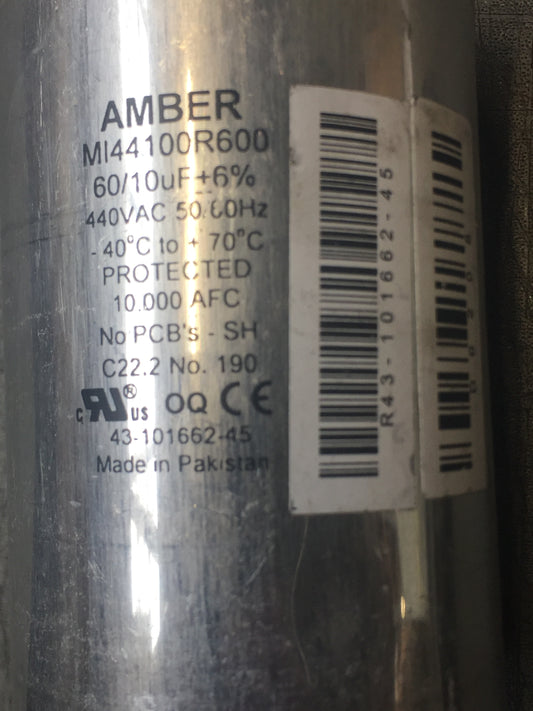 AMBER
MI44100R600
60/10uF±6%
440VAC 50/60Hz
- 40°C to + 70°C
PROTECTED
10.000 AFC
No PCB's - SH
C22.2 No. 190
c RU ® US OQ CE
43-101662-45
Made in Pakistan
R43-101662-45